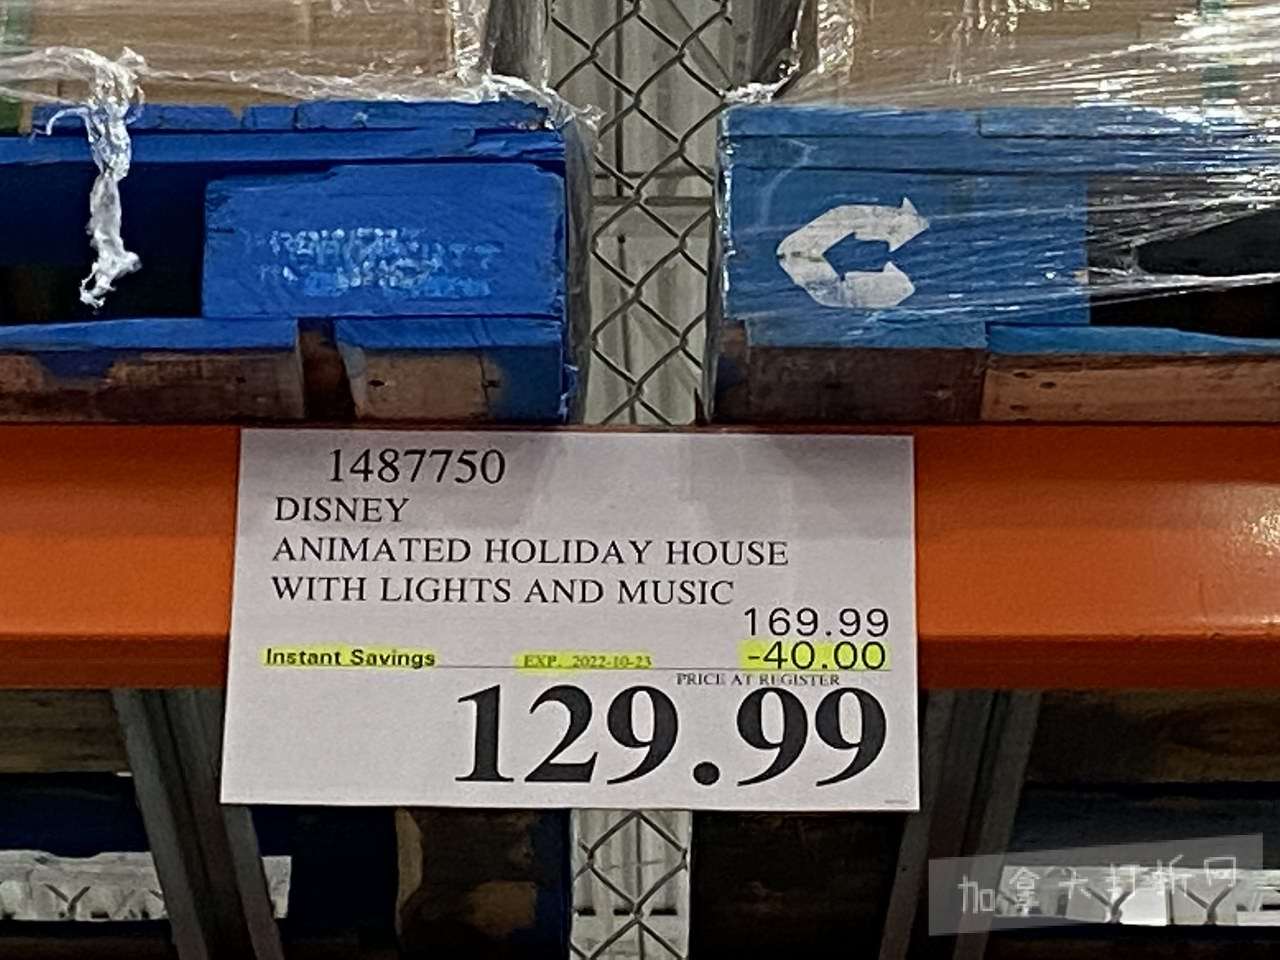 1487750
DISNEY
ANIMATED HOLIDAY HOUSE
WITH LIGHTS AND MUSIC
169.99
Instant Savings EXP. 2022-10-23 -40.00
PRICE AT REGISTER
129.99
加拿大打折网